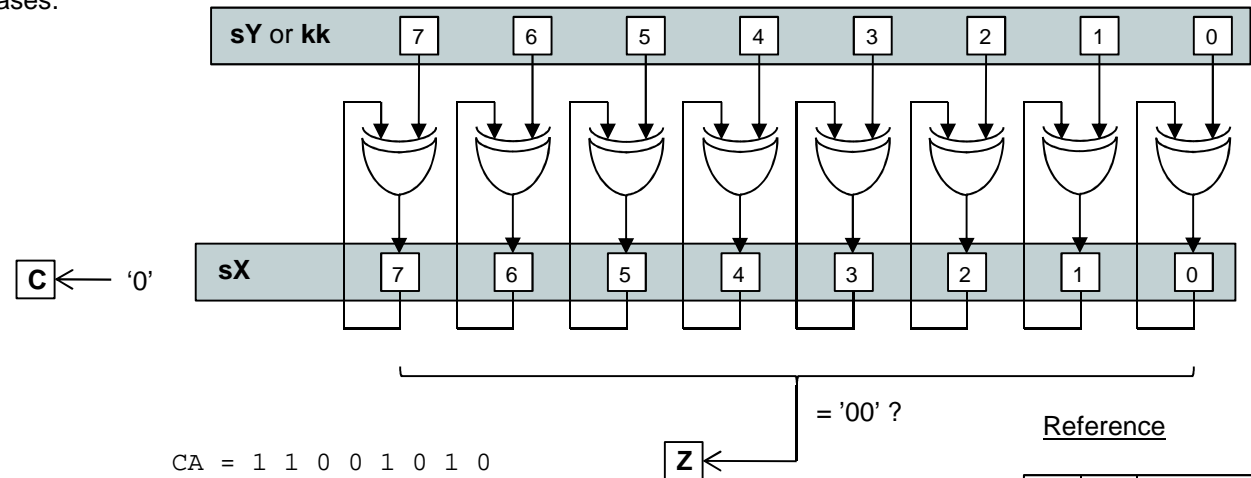 ases:
sY or kk 7 6 5 4 3 2 1 0
C '0' sX 7 6 5 4 3 2 1 0
= '00' ?
Reference
CA = 1 1 0 0 1 0 1 0
Z